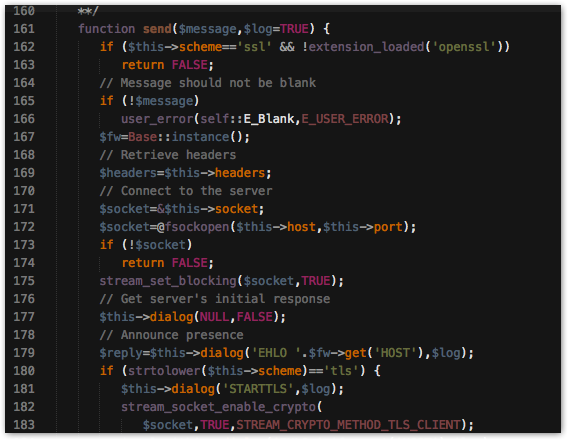 160 **/
161 function send($message,$log=TRUE) {
162 if ($this->scheme=='ssl' && !extension_loaded('openssl'))
163 return FALSE;
164 // Message should not be blank
165 if (!$message)
166 user_error(self::E_Blank,E_USER_ERROR);
167 $fw=Base::instance();
168 // Retrieve headers
169 $headers=$this->headers;
170 // Connect to the server
171 $socket=&$this->socket;
172 $socket=@fsockopen($this->host,$this->port);
173 if (!$socket)
174 return FALSE;
175 stream_set_blocking($socket,TRUE);
176 // Get server's initial response
177 $this->dialog(NULL,FALSE);
178 // Announce presence
179 $reply=$this->dialog('EHLO '.$fw->get('HOST'),$log);
180 if (strtolower($this->scheme)=='tls') {
181 $this->dialog('STARTTLS',$log);
182 stream_socket_enable_crypto(
183 $socket,TRUE,STREAM_CRYPTO_METHOD_TLS_CLIENT);